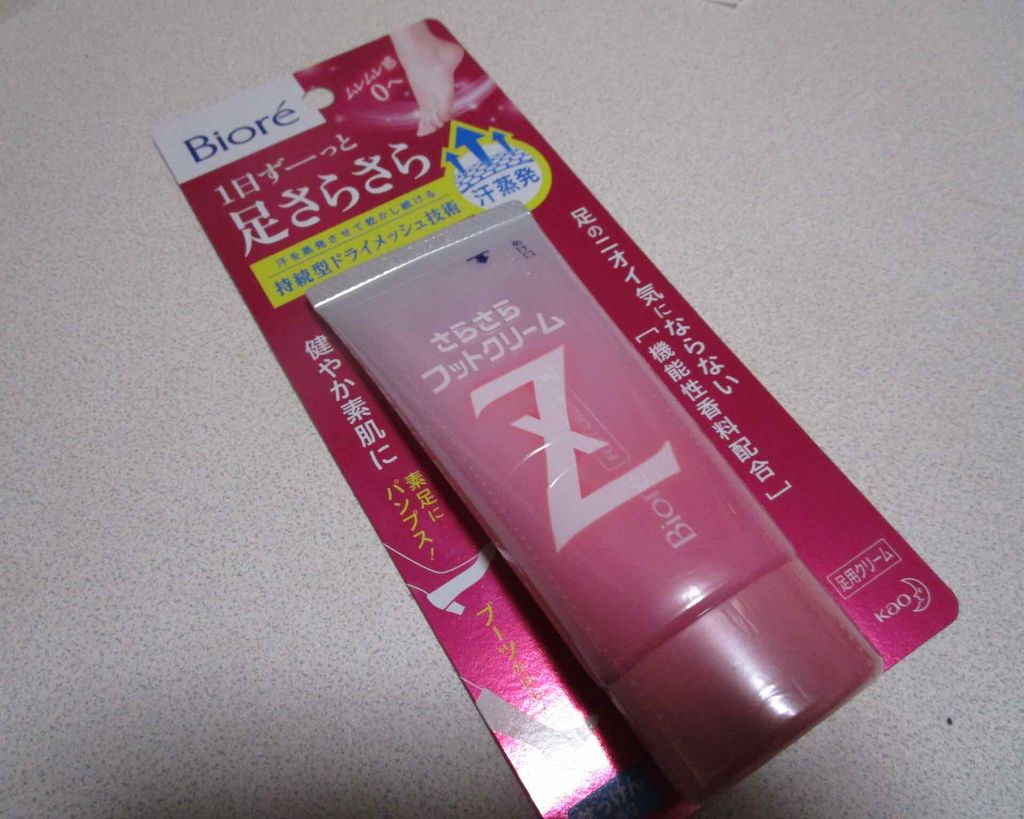 Bioré
ムレムレ感
0へ
1日ずーっと
足さらさら
汗を蒸発させて乾かし続ける
持続型ドライメッシュ技術
汗蒸発
足のニオイ気にならない
[機能性香料配合]
健やか素肌に
素足に
パンプス!
ブーツ
あけ口
さらさら
フットクリーム
Z
Bior
足用クリーム
Kao